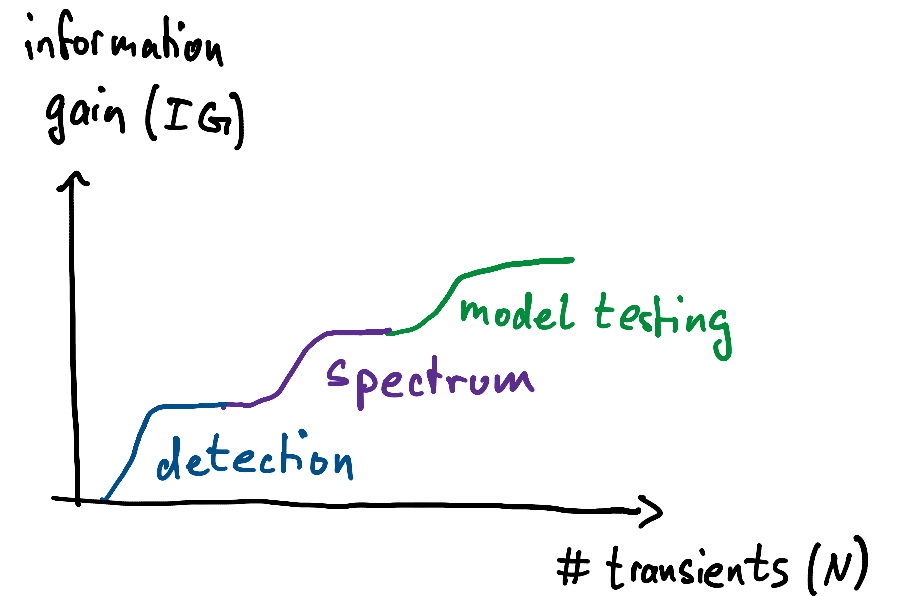 information
gain (IG)
model testing
spectrum
detection
# transients (N)